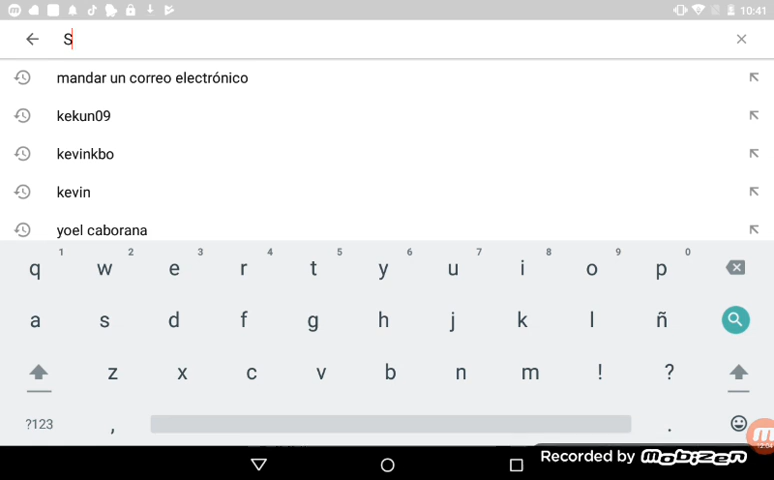 10:41
S
mandar un correo electrónico
kekun09
kevinkbo
kevin
yoel caborana
1 2 3 4 5 6 7 8 9 0
q w e r t y u i o p
a s d f g h j k l ñ
z x c v b n m ! ?
?123 , .
Recorded by mobizen